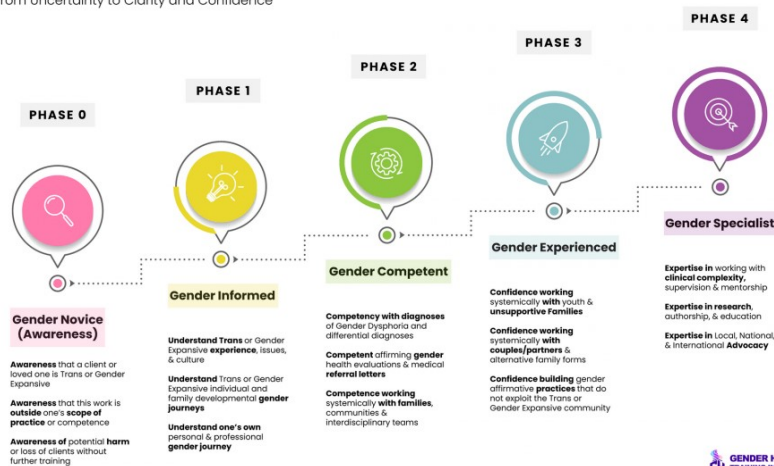 From Uncertainty to Clarity and Confidence
PHASE 0
Gender Novice
(Awareness)
Awareness that a client or
loved one is Trans or Gender
Expansive
Awareness that this work is
outside one's scope of
practice or competence
Awareness of potential harm
or loss of clients without
further training
PHASE 1
Gender Informed
Understand Trans or Gender
Expansive experience, issues,
& culture
Understand Trans or Gender
Expansive individual and
family developmental gender
journeys
Understand one's own
personal & professional
gender journey
PHASE 2
Gender Competent
Competency with diagnoses
of Gender Dysphoria and
differential diagnoses
Competent affirming gender
health evaluations & medical
referral letters
Competence working
systemically with families,
communities &
interdisciplinary teams
PHASE 3
Gender Experienced
Confidence working
systemically with youth &
unsupportive Families
Confidence working
systemically with
couples/partners &
alternative family forms
Confidence building gender
affirmative practices that do
not exploit the Trans or
Gender Expansive community
PHASE 4
Gender Specialist
Expertise in working with
clinical complexity,
supervision & mentorship
Expertise in research,
authorship, & education
Expertise in Local, National,
& International Advocacy
GENDER